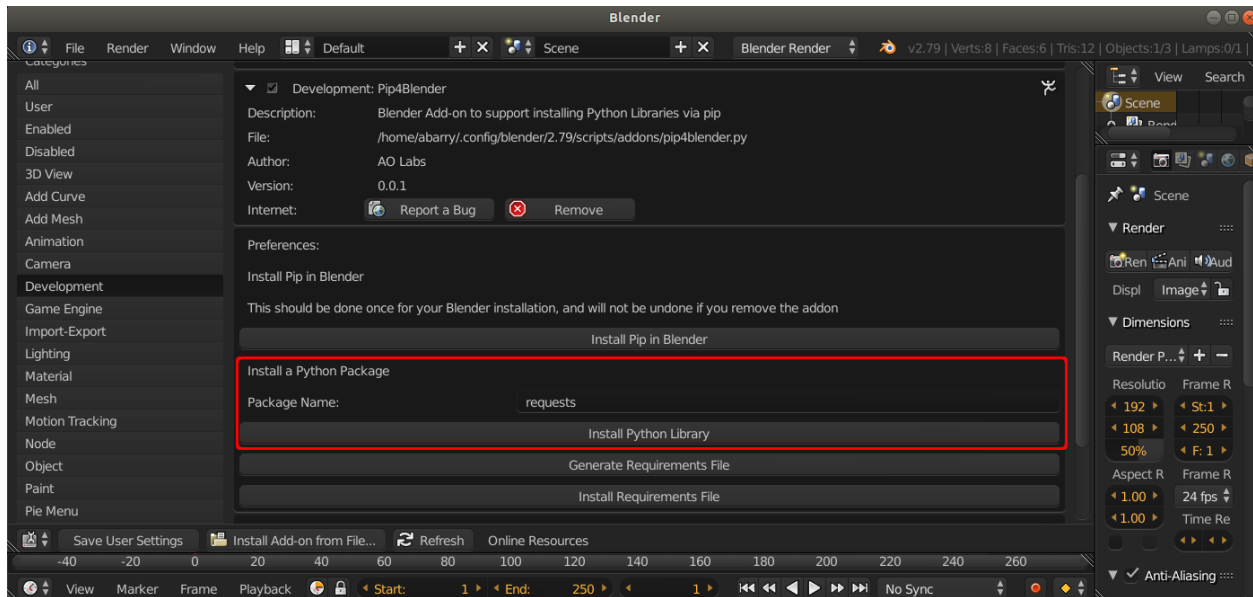 Blender
File Render Window Help Default Scene Blender Render v2.79 | Verts:8 | Faces:6 | Tris:12 | Objects:1/3 | Lamps:0/1 |
Categories
All
User
Enabled
Disabled
3D View
Add Curve
Add Mesh
Animation
Camera
Development
Game Engine
Import-Export
Lighting
Material
Mesh
Motion Tracking
Node
Object
Paint
Pie Menu
Development: Pip4Blender
Description: Blender Add-on to support installing Python Libraries via pip
File: /home/abarry/.config/blender/2.79/scripts/addons/pip4blender.py
Author: AO Labs
Version: 0.0.1
Internet: Report a Bug Remove
Preferences:
Install Pip in Blender
This should be done once for your Blender installation, and will not be undone if you remove the addon
Install Pip in Blender
Install a Python Package
Package Name: requests
Install Python Library
Generate Requirements File
Install Requirements File
Save User Settings Install Add-on from File... Refresh Online Resources
-40 -20 0 20 40 60 80 100 120 140 160 180 200 220 240 260
View Marker Frame Playback Start: 1 End: 250 1 No Sync
View Search
Scene
Scene
Render
Ren Ani Aud
Displ Image
Dimensions
Render P...
Resolutio Frame R
192 St:1
108 250
50% F: 1
Aspect R Frame R
1.00 24 fps
1.00 Time Re
Anti-Aliasing